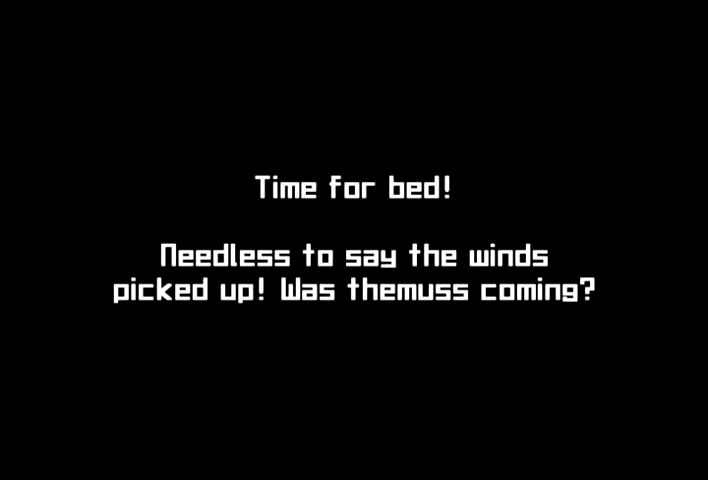 Time for bed!
Needless to say the winds
picked up! Was themuss coming?